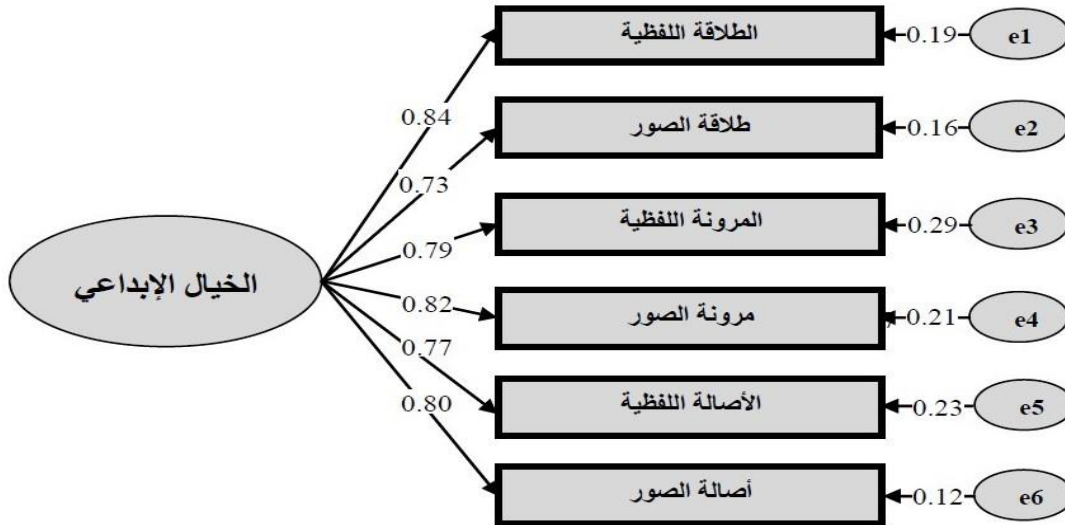 الطلاقة اللفظية
0.19
e1
0.84
طلاقة الصور
0.16
e2
0.73
المرونة اللفظية
0.29
e3
0.79
الخيال الإبداعي
مرونة الصور
0.21
e4
0.82
الأصالة اللفظية
0.23
e5
0.77
أصالة الصور
0.12
e6
0.80